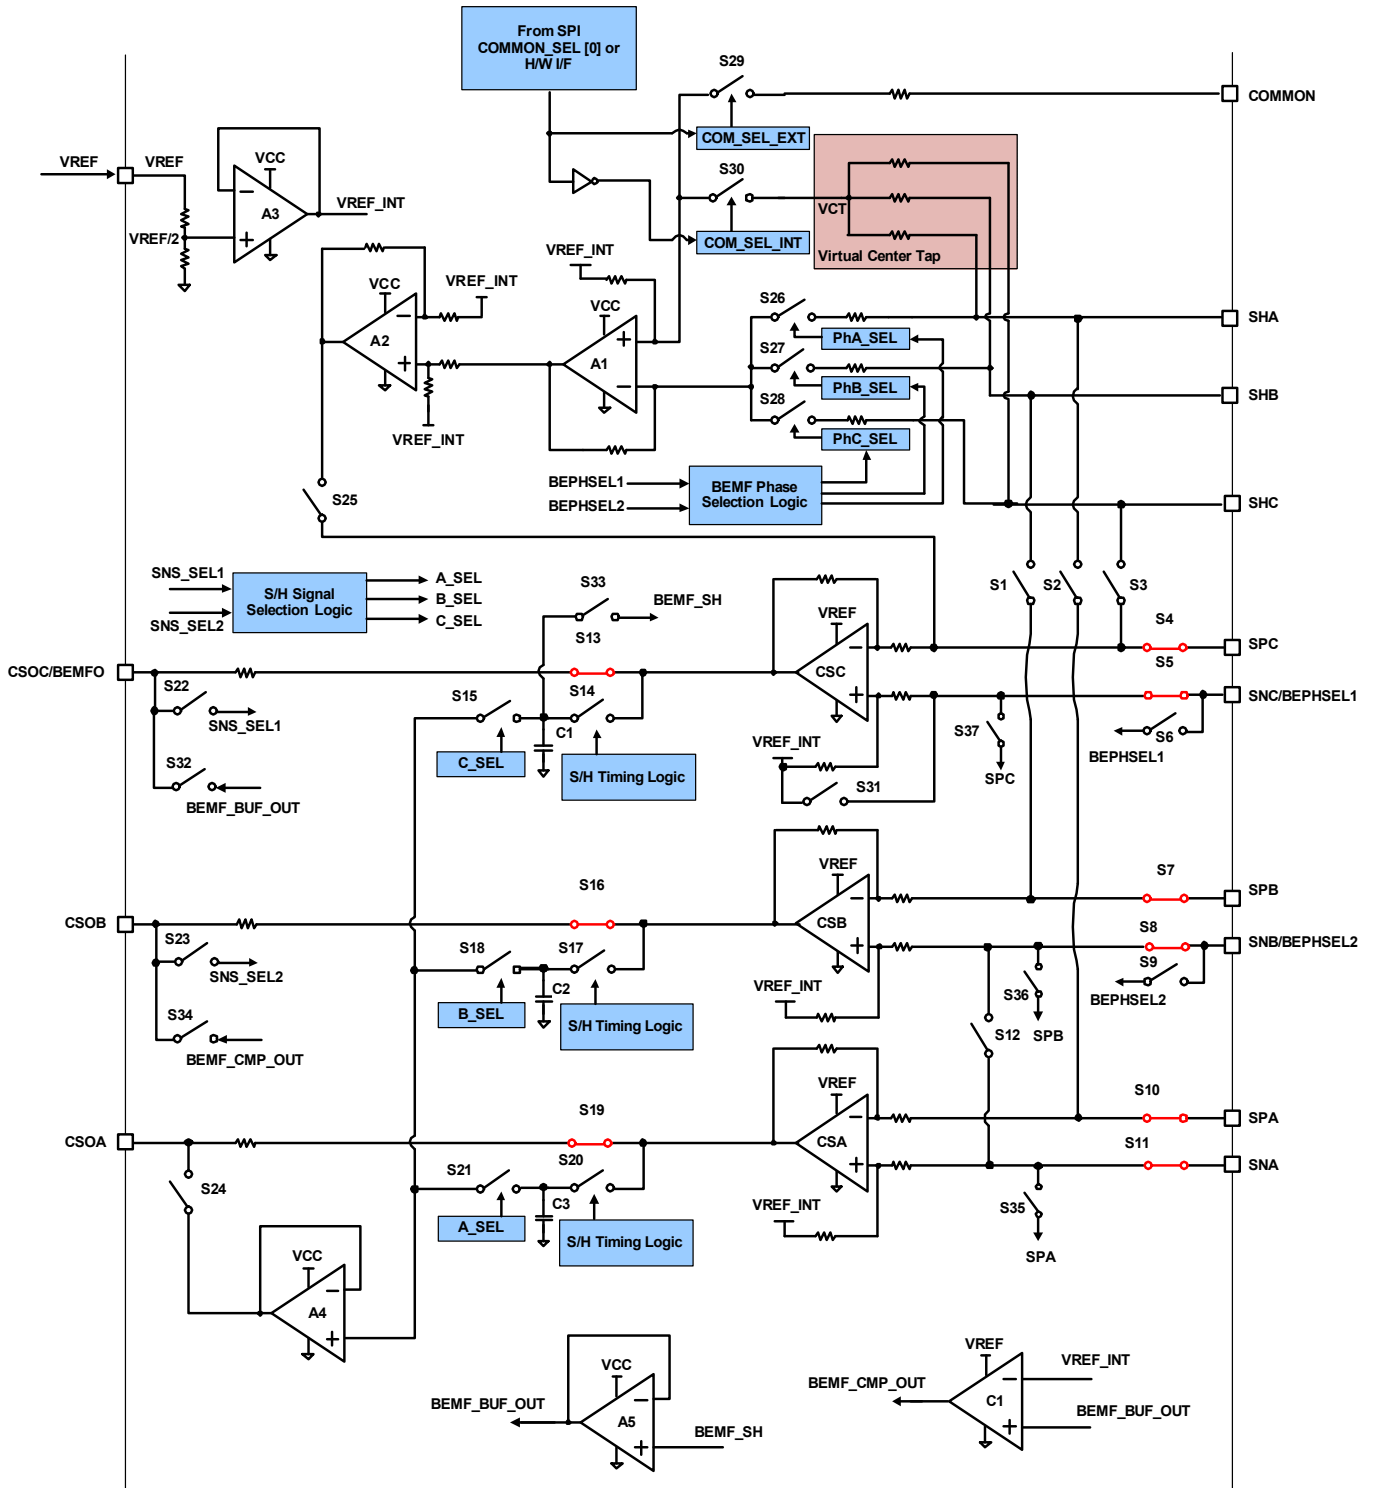 From SPI
COMMON_SEL [0] or
H/W I/F
S29
COMMON
COM_SEL_EXT
VREF
VREF
VCC
A3
VREF_INT
VREF/2
S30
VCT
COM_SEL_INT
Virtual Center Tap
VREF_INT
VREF_INT
VCC
A2
VREF_INT
VCC
A1
S26
PhA_SEL
SHA
S27
PhB_SEL
S28
SHB
PhC_SEL
BEPHSEL1
BEPHSEL2
BEMF Phase
Selection Logic
S25
SHC
SNS_SEL1
SNS_SEL2
S/H Signal
Selection Logic
A_SEL
B_SEL
C_SEL
S33
BEMF_SH
S1
S2
S3
S4
SPC
S5
S13
VREF
CSC
CSOC/BEMFO
S22
SNS_SEL1
S15
S14
C1
SNC/BEPHSEL1
S6
BEPHSEL1
S37
SPC
S32
BEMF_BUF_OUT
C_SEL
S/H Timing Logic
VREF_INT
S31
S7
SPB
S16
VREF
CSB
CSOB
S23
SNS_SEL2
S18
S17
C2
S8
SNB/BEPHSEL2
S9
BEPHSEL2
S36
SPB
VREF_INT
B_SEL
S/H Timing Logic
S34
BEMF_CMP_OUT
S12
S10
SPA
VREF
CSA
S19
CSOA
S11
SNA
S21
S20
C3
S24
VREF_INT
S35
SPA
A_SEL
S/H Timing Logic
VCC
A4
VCC
A5
BEMF_BUF_OUT
BEMF_SH
VREF
C1
VREF_INT
BEMF_CMP_OUT
BEMF_BUF_OUT